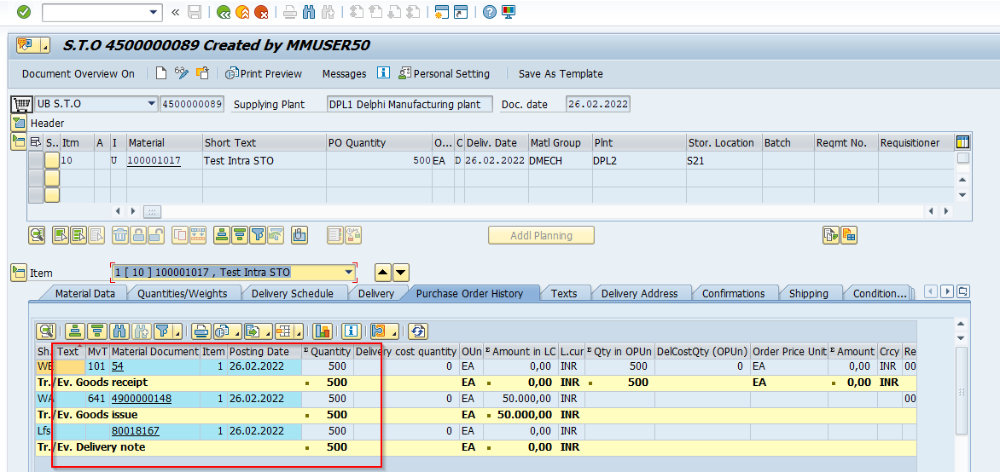 S.T.O 4500000089 Created by MMUSER50
Document Overview On Print Preview Messages Personal Setting Save As Template
UB S.T.O 4500000089 Supplying Plant DPL1 Delphi Manufacturing plant Doc. date 26.02.2022
Header
S.. Itm A I Material Short Text PO Quantity O... C Deliv. Date Matl Group Plnt Stor. Location Batch Reqmt No. Requisitioner
10 U 100001017 Test Intra STO 500 EA D 26.02.2022 DMECH DPL2 S21
Addl Planning
Item 1 [ 10 ] 100001017 , Test Intra STO
Material Data Quantities/Weights Delivery Schedule Delivery Purchase Order History Texts Delivery Address Confirmations Shipping Condition...
Sh. Text MvT Material Document Item Posting Date Σ Quantity Delivery cost quantity OUn Σ Amount in LC L.cur Σ Qty in OPUn DelCostQty (OPUn) Order Price Unit Σ Amount Crcy Re
WE 101 54 1 26.02.2022 500 0 EA 0,00 INR 500 0 EA 0,00 INR 00
Tr./Ev. Goods receipt 500 EA 0,00 INR 500 EA 0,00 INR
WA 641 4900000148 1 26.02.2022 500 0 EA 50.000,00 INR 00
Tr./Ev. Goods issue 500 EA 50.000,00 INR
Lfs 80018167 1 26.02.2022 500 0 EA 0,00 INR
Tr./Ev. Delivery note 500 EA 0,00 INR